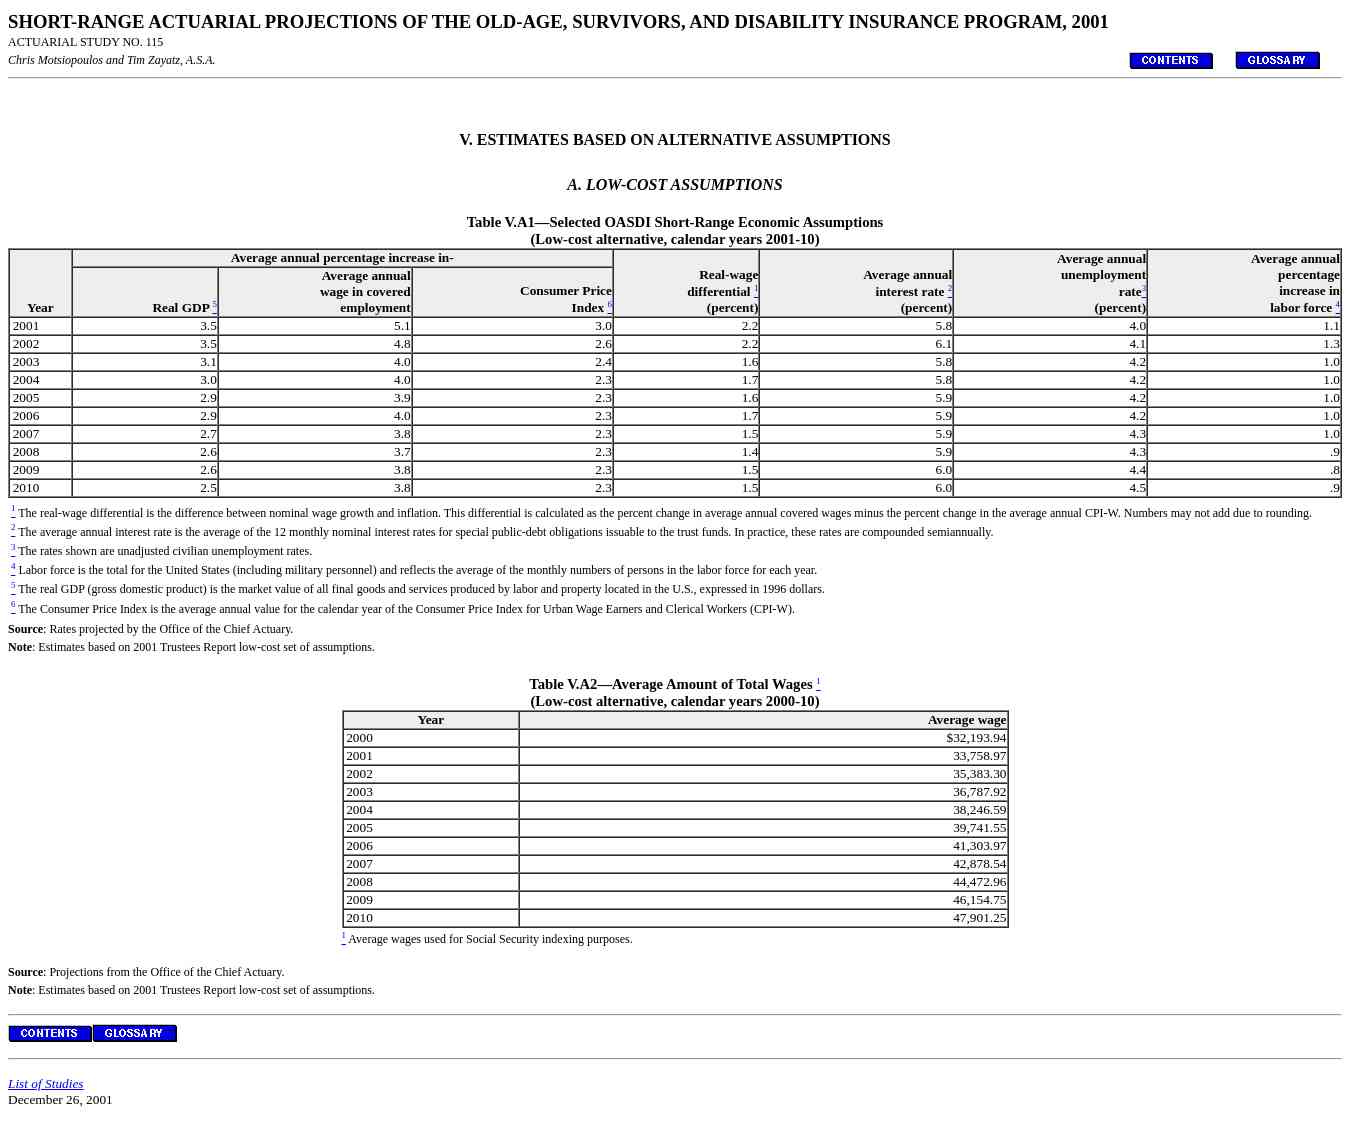 SHORT-RANGE ACTUARIAL PROJECTIONS OF THE OLD-AGE, SURVIVORS, AND DISABILITY INSURANCE PROGRAM, 2001
ACTUARIAL STUDY NO. 115
Chris Motsiopoulos and Tim Zayatz, A.S.A.
CONTENTS GLOSSARY
V. ESTIMATES BASED ON ALTERNATIVE ASSUMPTIONS
A. LOW-COST ASSUMPTIONS
Table V.A1—Selected OASDI Short-Range Economic Assumptions
(Low-cost alternative, calendar years 2001-10)
Year
Average annual percentage increase in-
Real GDP 5
Average annual
wage in covered
employment
Consumer Price
Index 6
Real-wage
differential 1
(percent)
Average annual
interest rate 2
(percent)
Average annual
unemployment
rate3
(percent)
Average annual
percentage
increase in
labor force 4
2001 3.5 5.1 3.0 2.2 5.8 4.0 1.1
2002 3.5 4.8 2.6 2.2 6.1 4.1 1.3
2003 3.1 4.0 2.4 1.6 5.8 4.2 1.0
2004 3.0 4.0 2.3 1.7 5.8 4.2 1.0
2005 2.9 3.9 2.3 1.6 5.9 4.2 1.0
2006 2.9 4.0 2.3 1.7 5.9 4.2 1.0
2007 2.7 3.8 2.3 1.5 5.9 4.3 1.0
2008 2.6 3.7 2.3 1.4 5.9 4.3 .9
2009 2.6 3.8 2.3 1.5 6.0 4.4 .8
2010 2.5 3.8 2.3 1.5 6.0 4.5 .9
1 The real-wage differential is the difference between nominal wage growth and inflation. This differential is calculated as the percent change in average annual covered wages minus the percent change in the average annual CPI-W. Numbers may not add due to rounding.
2 The average annual interest rate is the average of the 12 monthly nominal interest rates for special public-debt obligations issuable to the trust funds. In practice, these rates are compounded semiannually.
3 The rates shown are unadjusted civilian unemployment rates.
4 Labor force is the total for the United States (including military personnel) and reflects the average of the monthly numbers of persons in the labor force for each year.
5 The real GDP (gross domestic product) is the market value of all final goods and services produced by labor and property located in the U.S., expressed in 1996 dollars.
6 The Consumer Price Index is the average annual value for the calendar year of the Consumer Price Index for Urban Wage Earners and Clerical Workers (CPI-W).
Source: Rates projected by the Office of the Chief Actuary.
Note: Estimates based on 2001 Trustees Report low-cost set of assumptions.
Table V.A2—Average Amount of Total Wages 1
(Low-cost alternative, calendar years 2000-10)
Year Average wage
2000 $32,193.94
2001 33,758.97
2002 35,383.30
2003 36,787.92
2004 38,246.59
2005 39,741.55
2006 41,303.97
2007 42,878.54
2008 44,472.96
2009 46,154.75
2010 47,901.25
1 Average wages used for Social Security indexing purposes.
Source: Projections from the Office of the Chief Actuary.
Note: Estimates based on 2001 Trustees Report low-cost set of assumptions.
CONTENTS GLOSSARY
List of Studies
December 26, 2001